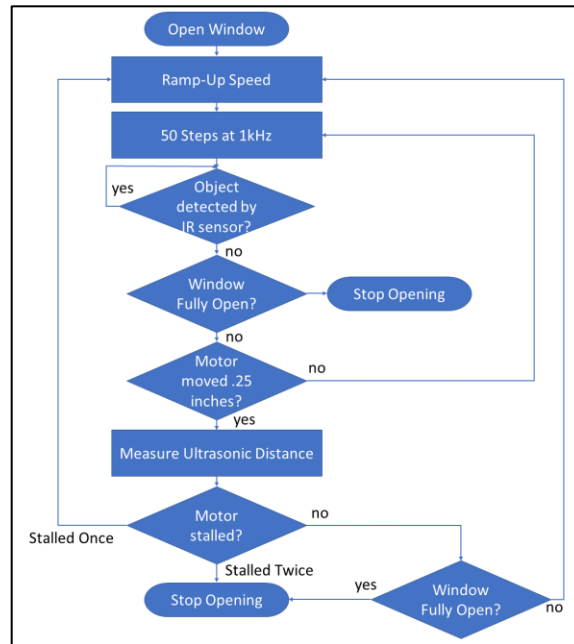 Open Window
Ramp-Up Speed
50 Steps at 1kHz
yes
Object
detected by
IR sensor?
no
Window
Fully Open?
Stop Opening
no
Motor
moved .25
inches?
no
yes
Measure Ultrasonic Distance
Motor
stalled?
no
Stalled Once
Stalled Twice
Stop Opening
yes
Window
Fully Open?
no